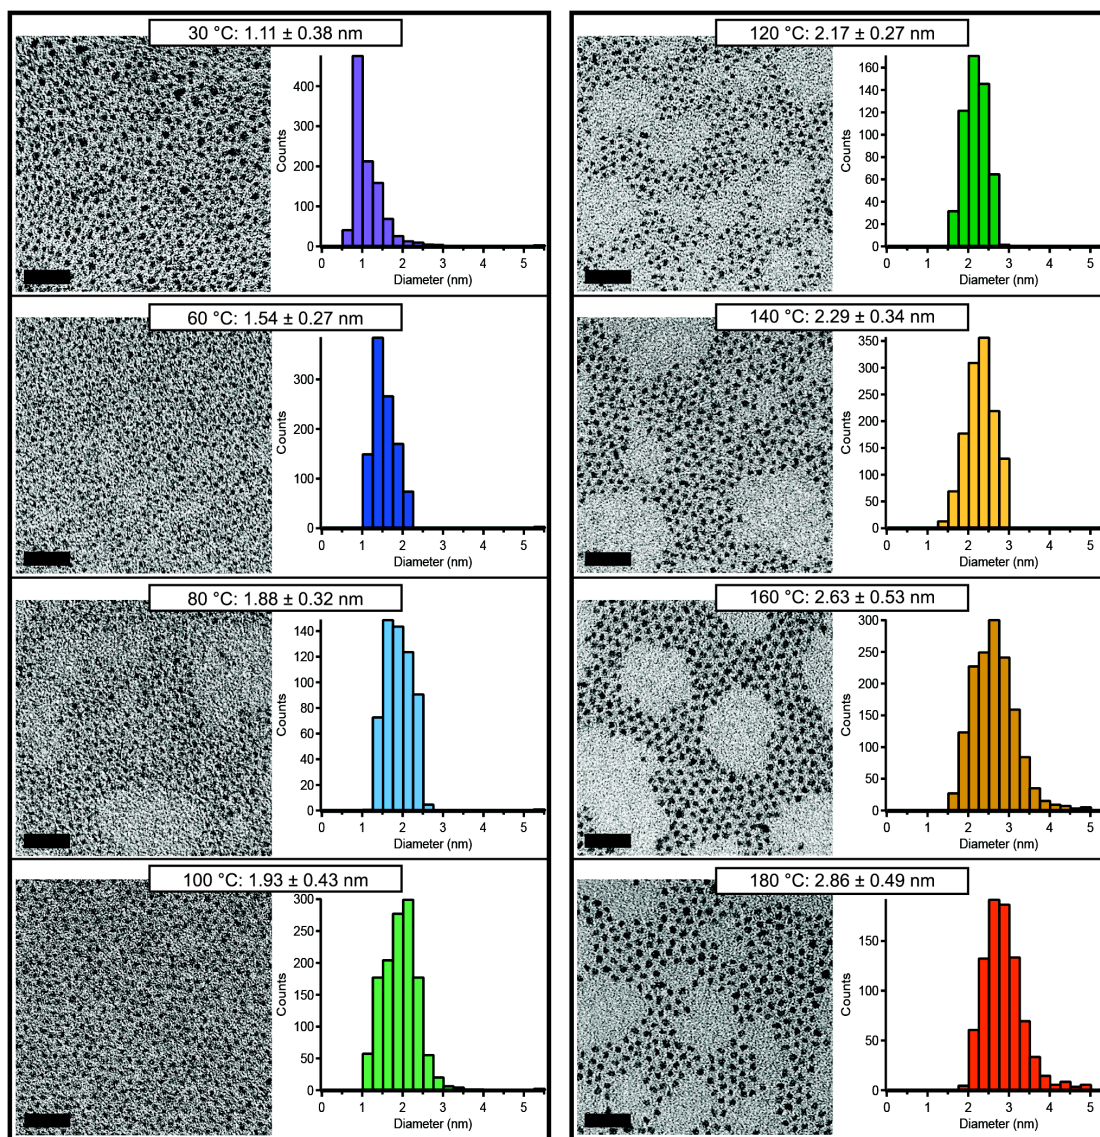 30 °C: 1.11 ± 0.38 nm
400
300
200
100
0
Counts
0 1 2 3 4 5
Diameter (nm)
60 °C: 1.54 ± 0.27 nm
300
200
100
0
Counts
0 1 2 3 4 5
Diameter (nm)
80 °C: 1.88 ± 0.32 nm
140
120
100
80
60
40
20
0
Counts
0 1 2 3 4 5
Diameter (nm)
100 °C: 1.93 ± 0.43 nm
300
250
200
150
100
50
0
Counts
0 1 2 3 4 5
Diameter (nm)
120 °C: 2.17 ± 0.27 nm
160
140
120
100
80
60
40
20
0
Counts
0 1 2 3 4 5
Diameter (nm)
140 °C: 2.29 ± 0.34 nm
350
300
250
200
150
100
50
0
Counts
0 1 2 3 4 5
Diameter (nm)
160 °C: 2.63 ± 0.53 nm
300
250
200
150
100
50
0
Counts
0 1 2 3 4 5
Diameter (nm)
180 °C: 2.86 ± 0.49 nm
150
100
50
0
Counts
0 1 2 3 4 5
Diameter (nm)